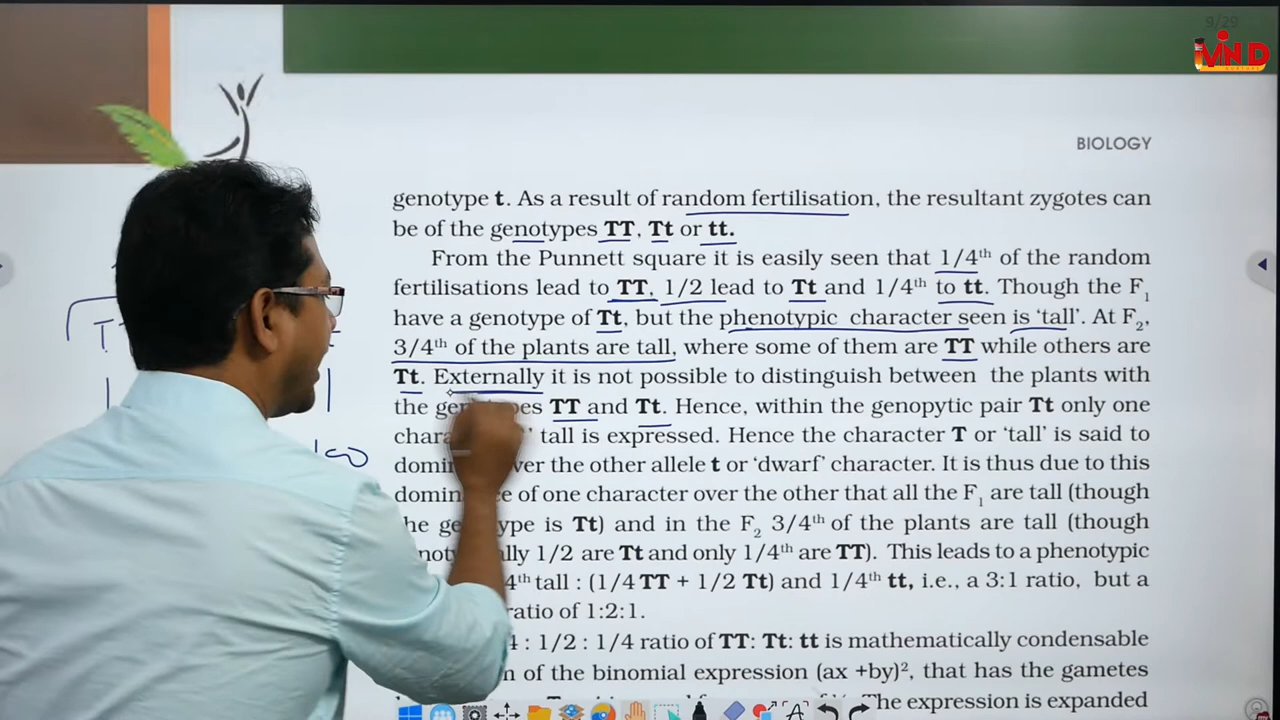 9/29
MIND
BIOLOGY
genotype t. As a result of random fertilisation, the resultant zygotes can
be of the genotypes TT, Tt or tt.
From the Punnett square it is easily seen that 1/4th of the random
fertilisations lead to TT, 1/2 lead to Tt and 1/4th to tt. Though the F1
have a genotype of Tt, but the phenotypic character seen is ‘tall’. At F2,
3/4th of the plants are tall, where some of them are TT while others are
Tt. Externally it is not possible to distinguish between the plants with
the TT and Tt. Hence, within the genopytic pair Tt only one
tall is expressed. Hence the character T or ‘tall’ is said to
the other allele t or ‘dwarf’ character. It is thus due to this
of one character over the other that all the F1 are tall (though
is Tt) and in the F2 3/4th of the plants are tall (though
1/2 are Tt and only 1/4th are TT). This leads to a phenotypic
tall : (1/4 TT + 1/2 Tt) and 1/4th tt, i.e., a 3:1 ratio, but a
ratio of 1:2:1.
: 1/2 : 1/4 ratio of TT: Tt: tt is mathematically condensable
of the binomial expression (ax +by)2, that has the gametes
The expression is expanded